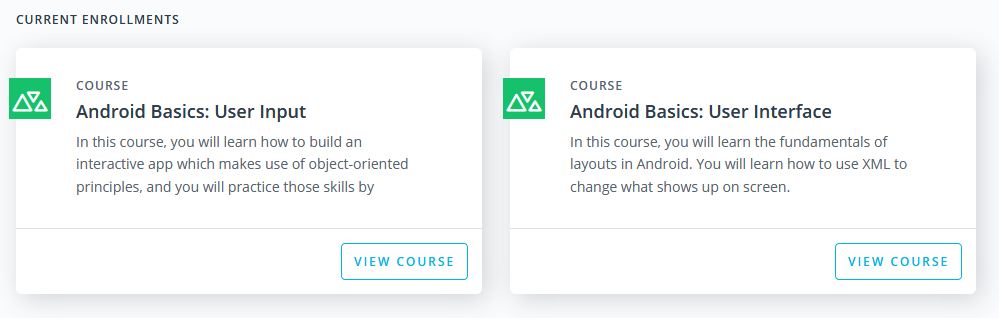 CURRENT ENROLLMENTS
COURSE
Android Basics: User Input
In this course, you will learn how to build an
interactive app which makes use of object-oriented
principles, and you will practice those skills by
VIEW COURSE
COURSE
Android Basics: User Interface
In this course, you will learn the fundamentals of
layouts in Android. You will learn how to use XML to
change what shows up on screen.
VIEW COURSE